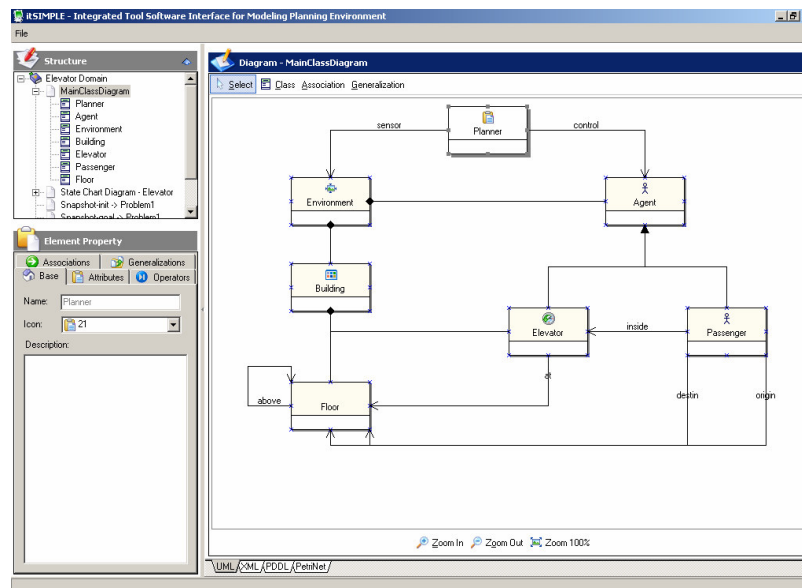 itSIMPLE - Integrated Tool Software Interface for Modeling Planning Environment
File
Structure
Elevator Domain
MainClassDiagram
Planner
Agent
Environment
Building
Elevator
Passenger
Floor
State Chart Diagram - Elevator
Snapshot-init -> Problem1
Snapshot-goal -> Problem1
Element Property
Associations Generalizations
Base Attributes Operators
Name: Planner
Icon: 21
Description:
Diagram - MainClassDiagram
Select Class Association Generalization
Planner
sensor control
Environment Agent
Building
Elevator inside Passenger
at
above Floor destin origin
Zoom In Zoom Out Zoom 100%
UML XML PDDL PetriNet